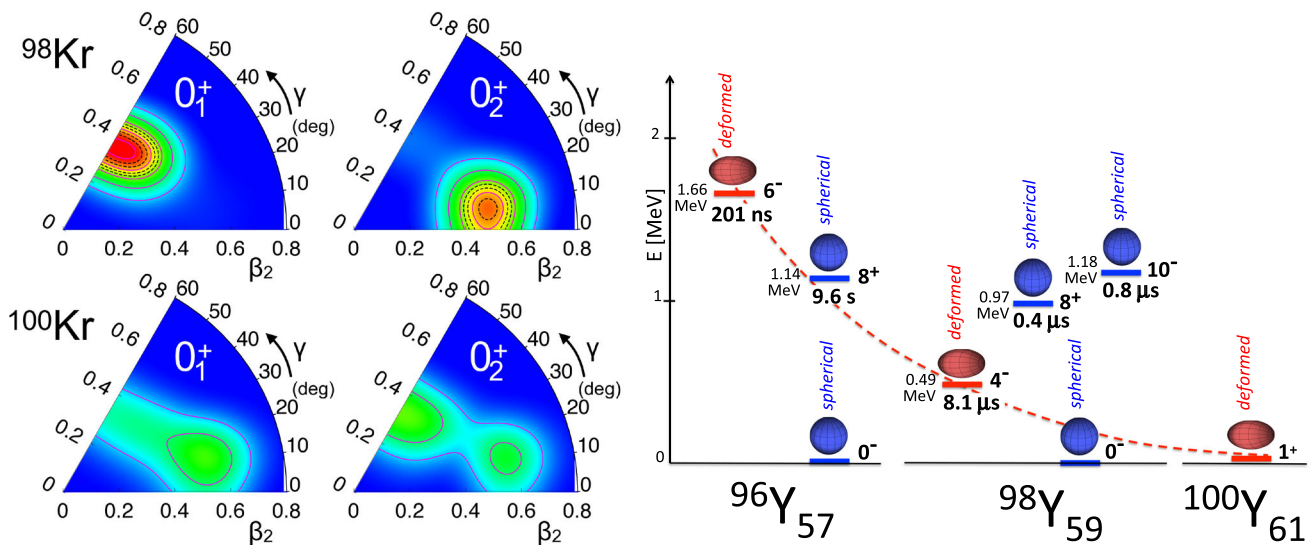 ⁹⁸Kr
0₁⁺
0.8 60
50
40
30
20
10
0
γ
(deg)
0.6
0.4
0.2
0 0.2 0.4 0.6 0.8
β₂
0₂⁺
0.8 60
50
40
30
20
10
0
γ
(deg)
0.6
0.4
0.2
0 0.2 0.4 0.6 0.8
β₂
¹⁰⁰Kr
0₁⁺
0.8 60
50
40
30
20
10
0
γ
(deg)
0.6
0.4
0.2
0 0.2 0.4 0.6 0.8
β₂
0₂⁺
0.8 60
50
40
30
20
10
0
γ
(deg)
0.6
0.4
0.2
0 0.2 0.4 0.6 0.8
β₂
E [MeV]
2
1
0
deformed
1.66
MeV
6⁻
201 ns
spherical
1.14
MeV
8⁺
9.6 s
spherical
0⁻
⁹⁶Y₅₇
deformed
0.49
MeV
4⁻
8.1 μs
spherical
0.97
MeV
8⁺
0.4 μs
spherical
1.18
MeV
10⁻
0.8 μs
spherical
0⁻
⁹⁸Y₅₉
deformed
1⁺
¹⁰⁰Y₆₁